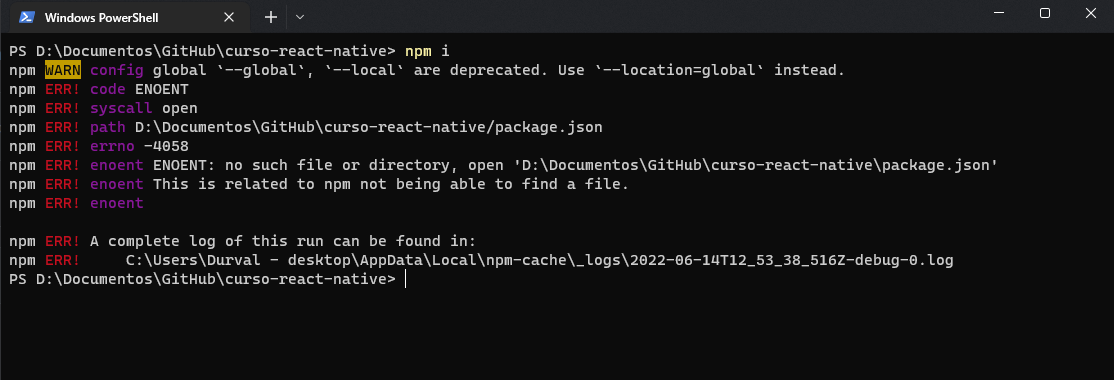 Windows PowerShell
PS D:\Documentos\GitHub\curso-react-native> npm i
npm WARN config global `--global`, `--local` are deprecated. Use `--location=global` instead.
npm ERR! code ENOENT
npm ERR! syscall open
npm ERR! path D:\Documentos\GitHub\curso-react-native/package.json
npm ERR! errno -4058
npm ERR! enoent ENOENT: no such file or directory, open 'D:\Documentos\GitHub\curso-react-native\package.json'
npm ERR! enoent This is related to npm not being able to find a file.
npm ERR! enoent
npm ERR! A complete log of this run can be found in:
npm ERR!     C:\Users\Durval - desktop\AppData\Local\npm-cache\_logs\2022-06-14T12_53_38_516Z-debug-0.log
PS D:\Documentos\GitHub\curso-react-native>